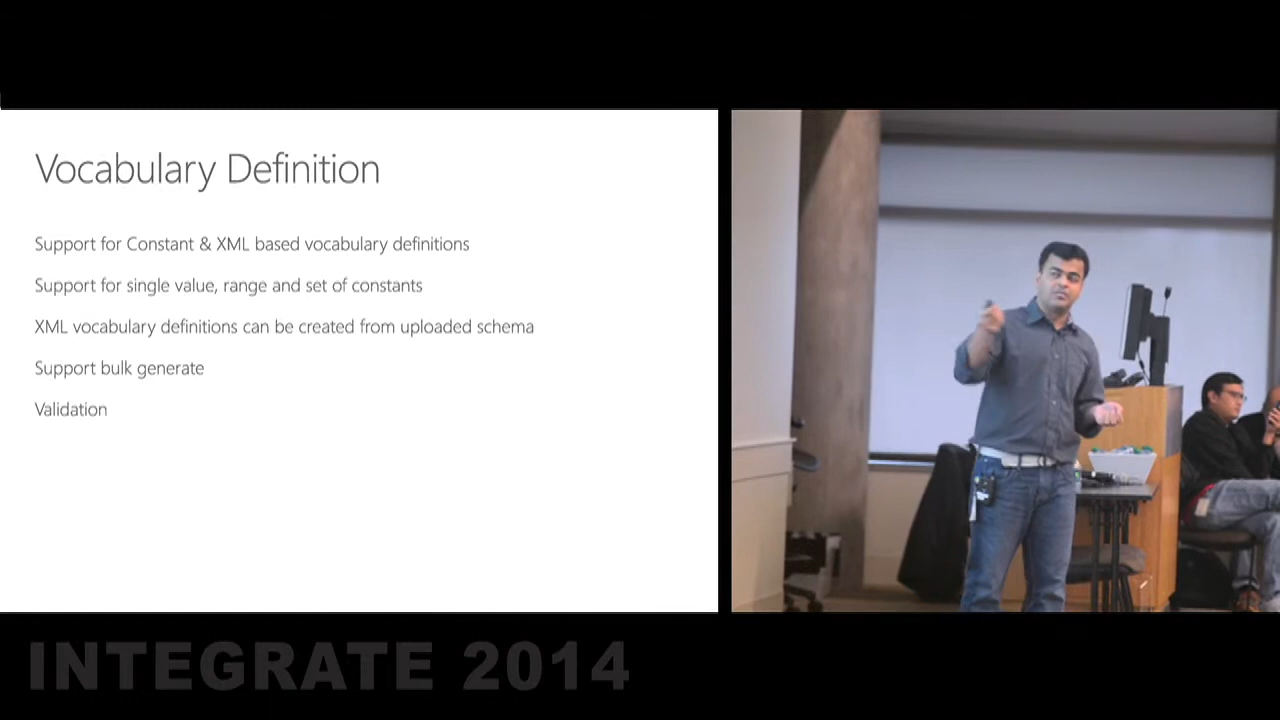 Vocabulary Definition
Support for Constant & XML based vocabulary definitions
Support for single value, range and set of constants
XML vocabulary definitions can be created from uploaded schema
Support bulk generate
Validation
INTEGRATE 2014